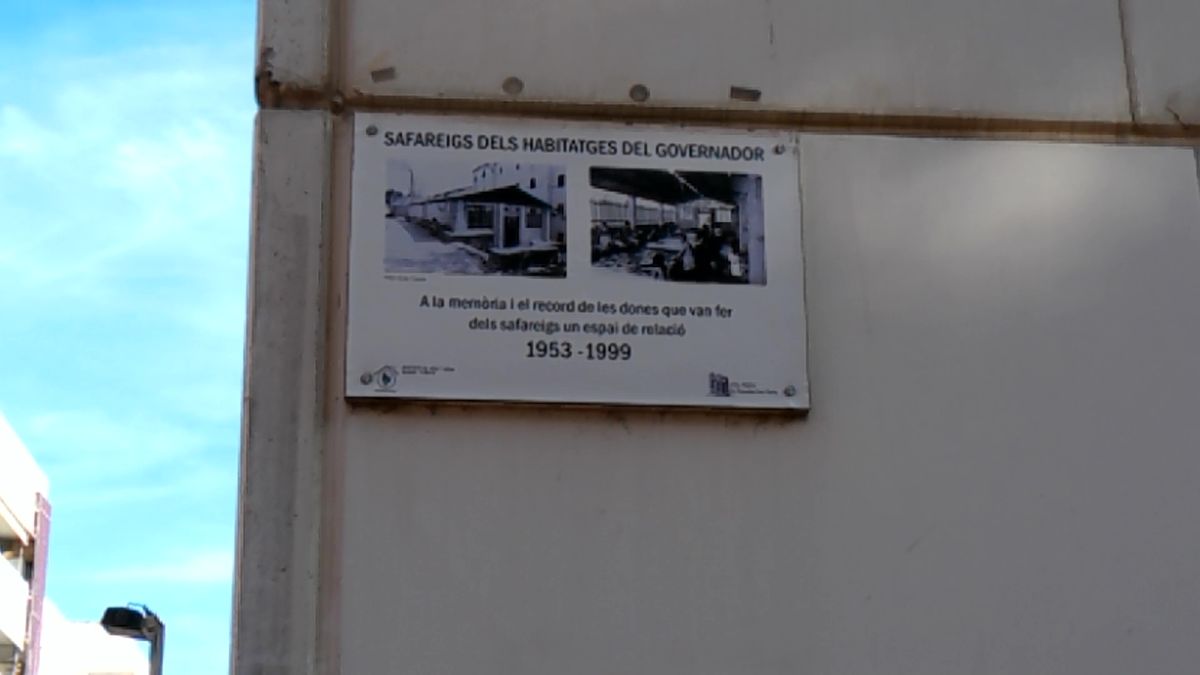 SAFAREIGS DELS HABITATGES DEL GOVERNADOR
A la memòria i el record de les dones que van fer
dels safareigs un espai de relació
1953 - 1999